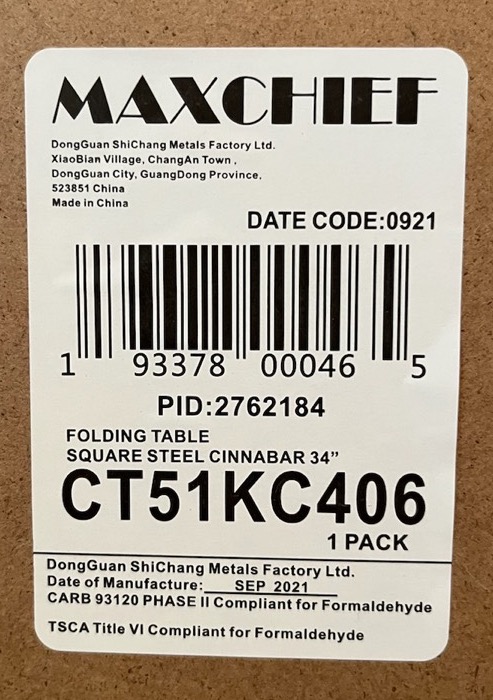 MAXCHIEF
DongGuan ShiChang Metals Factory Ltd.
XiaoBian Village, ChangAn Town,
DongGuan City, GuangDong Province,
523851 China
Made in China
DATE CODE:0921
1 93378 00046 5
PID:2762184
FOLDING TABLE
SQUARE STEEL CINNABAR 34”
CT51KC406
1 PACK
DongGuan ShiChang Metals Factory Ltd.
Date of Manufacture: SEP 2021
CARB 93120 PHASE II Compliant for Formaldehyde
TSCA Title VI Compliant for Formaldehyde